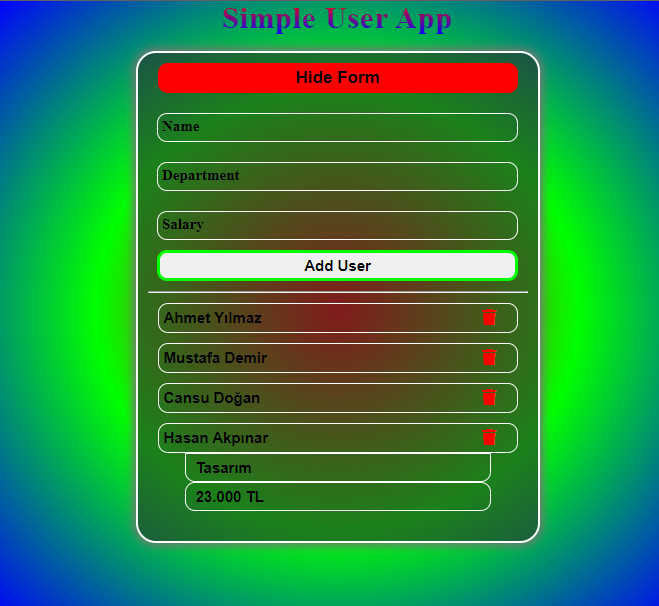 Simple User App
Hide Form
Name
Department
Salary
Add User
Ahmet Yılmaz
Mustafa Demir
Cansu Doğan
Hasan Akpınar
Tasarım
23.000 TL